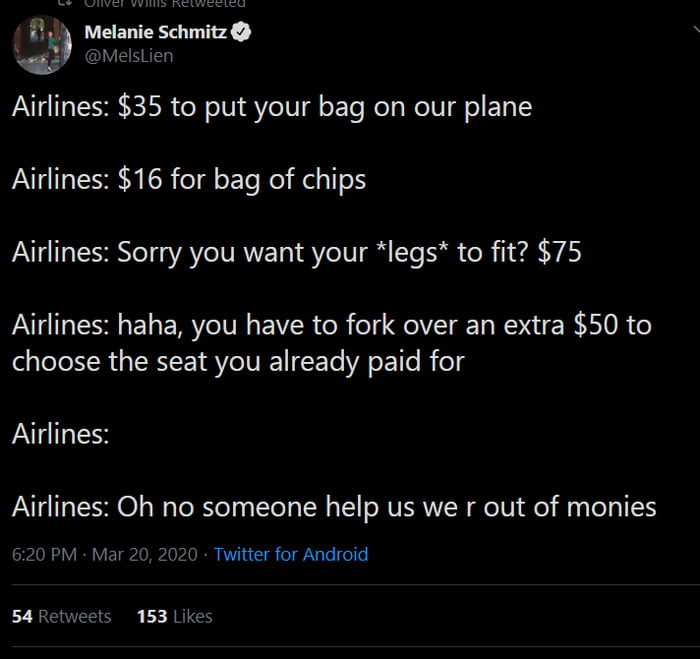 Oliver Willis Retweeted
Melanie Schmitz
@MelsLien
Airlines: $35 to put your bag on our plane
Airlines: $16 for bag of chips
Airlines: Sorry you want your *legs* to fit? $75
Airlines: haha, you have to fork over an extra $50 to
choose the seat you already paid for
Airlines:
Airlines: Oh no someone help us we r out of monies
6:20 PM · Mar 20, 2020 · Twitter for Android
54 Retweets 153 Likes